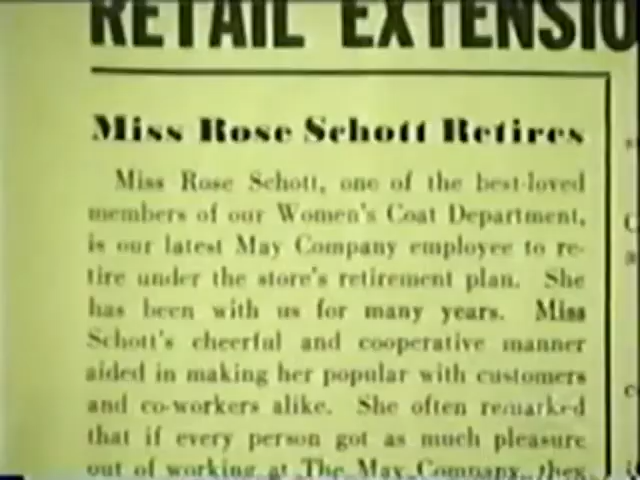 RETAIL EXTENSIO
Miss Rose Schott Retires
Miss Rose Schott, one of the best-loved
members of our Women's Coat Department,
is our latest May Company employee to re-
tire under the store's retirement plan. She
has been with us for many years. Miss
Schott's cheerful and cooperative manner
aided in making her popular with customers
and co-workers alike. She often remarked
that if every person got as much pleasure
out of working at The May Company, they